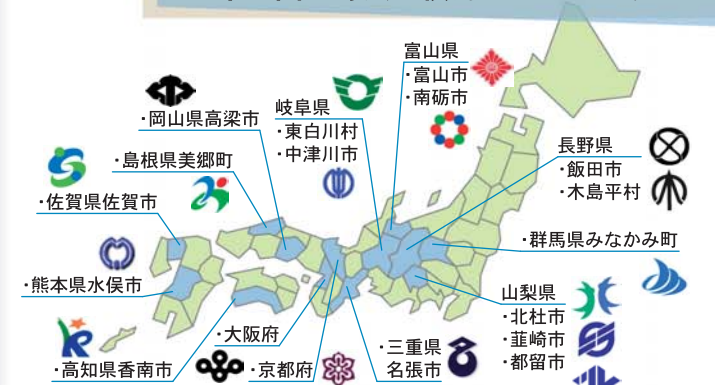 富山県
・富山市
・南砺市
・岡山県高梁市
岐阜県
・東白川村
・中津川市
長野県
・飯田市
・木島平村
・島根県美郷町
・佐賀県佐賀市
・群馬県みなかみ町
・熊本県水俣市
山梨県
・北杜市
・韮崎市
・都留市
・大阪府
・三重県
名張市
・高知県香南市
・京都府